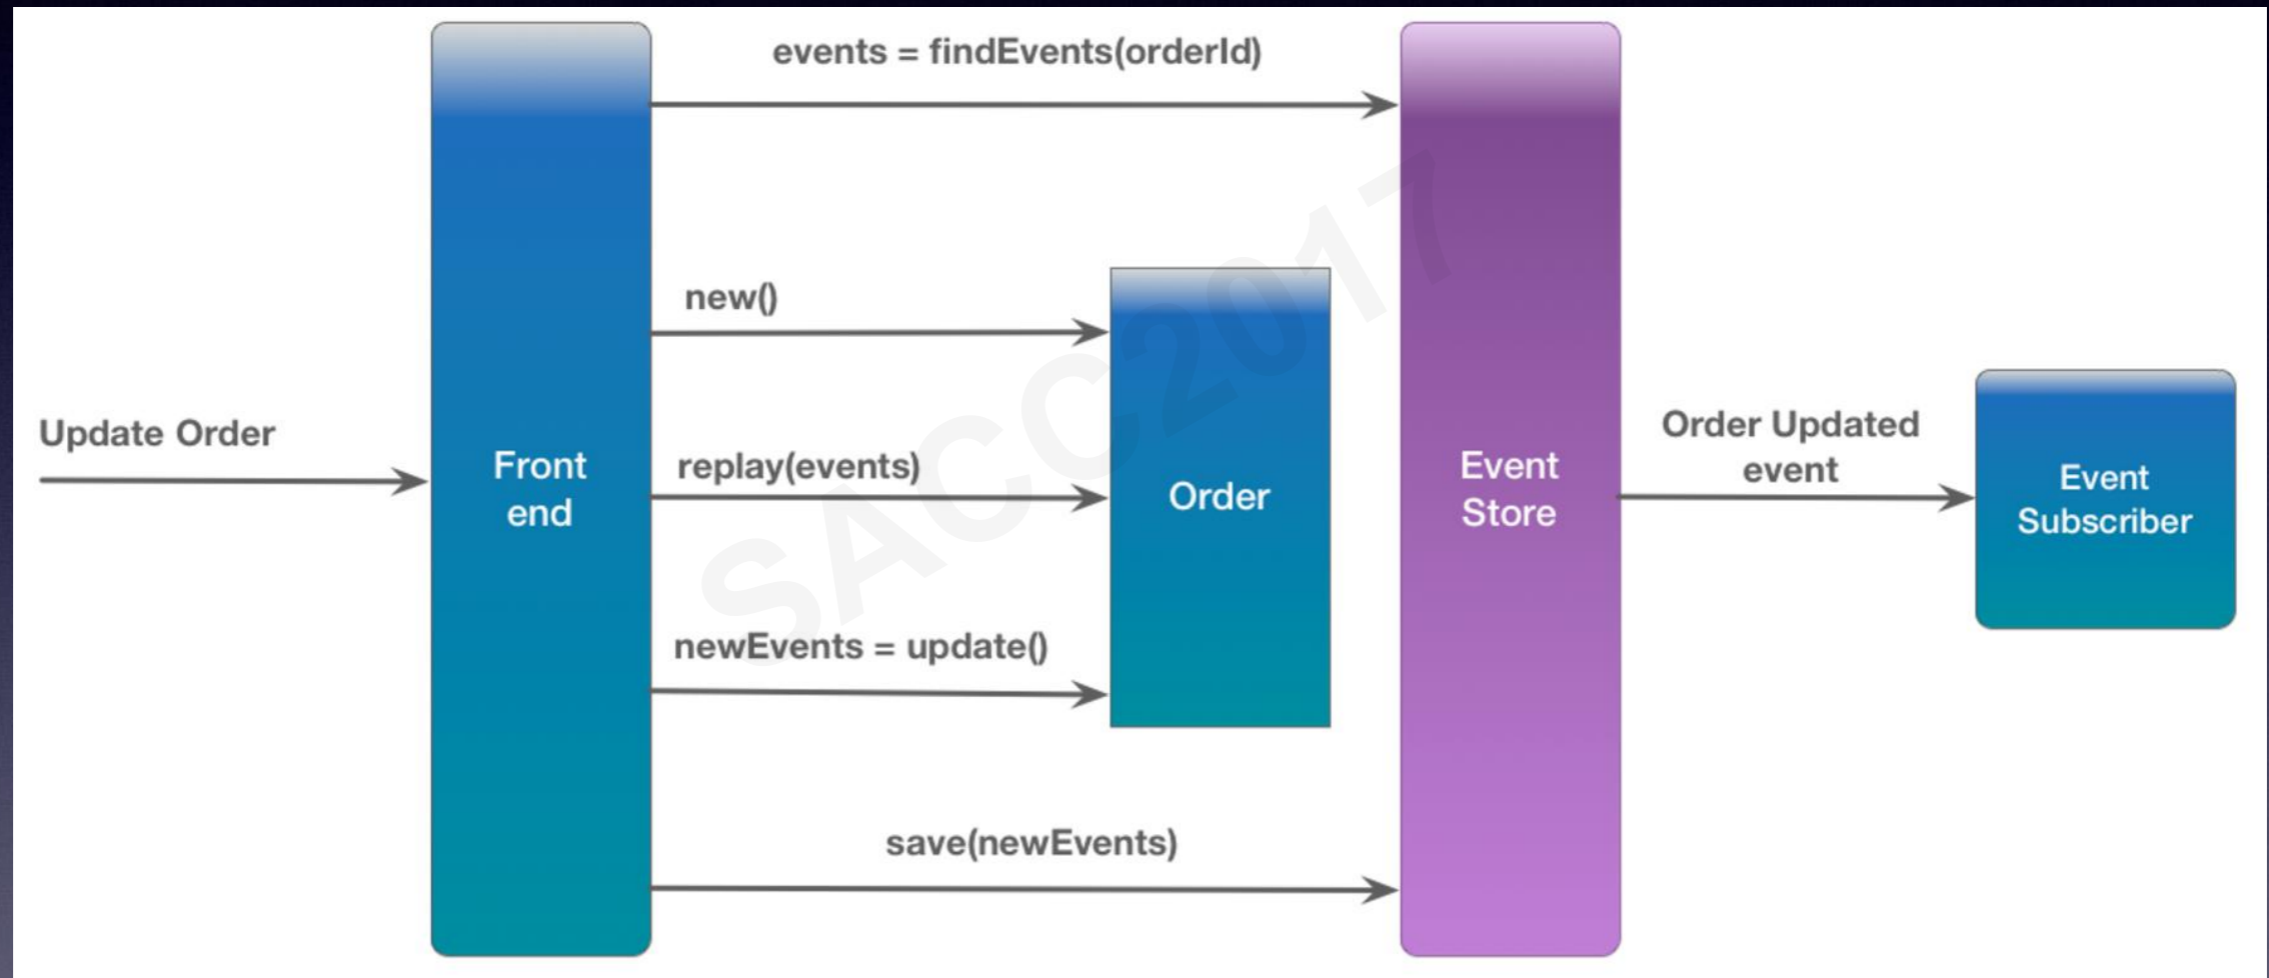 events = findEvents(orderId)
new()
Update Order
replay(events)
Front
end
Order
Event
Store
Order Updated
event
Event
Subscriber
newEvents = update()
save(newEvents)
SACC2017